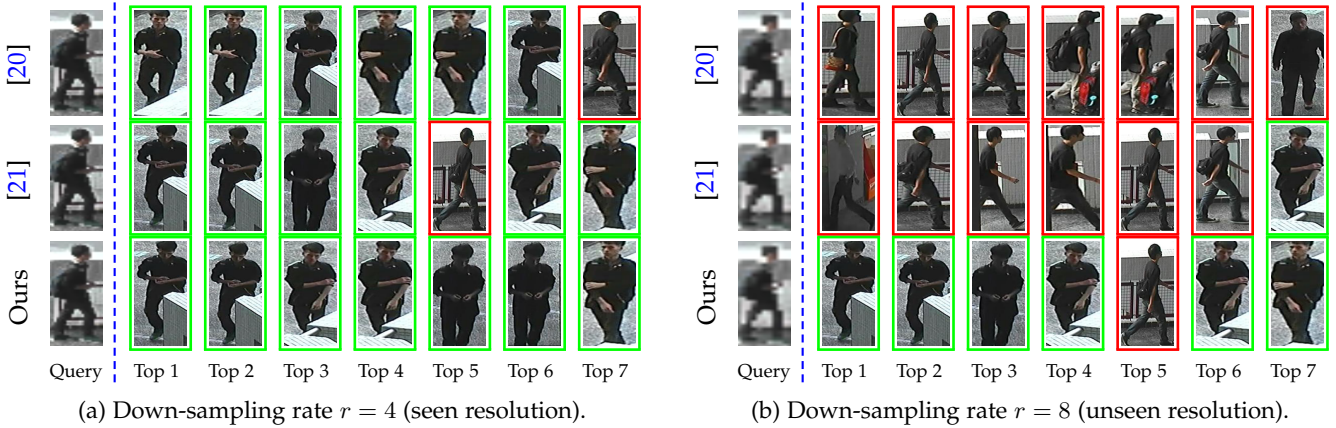 [20]
[21]
Ours
Query Top 1 Top 2 Top 3 Top 4 Top 5 Top 6 Top 7
(a) Down-sampling rate r = 4 (seen resolution).
[20]
[21]
Ours
Query Top 1 Top 2 Top 3 Top 4 Top 5 Top 6 Top 7
(b) Down-sampling rate r = 8 (unseen resolution).